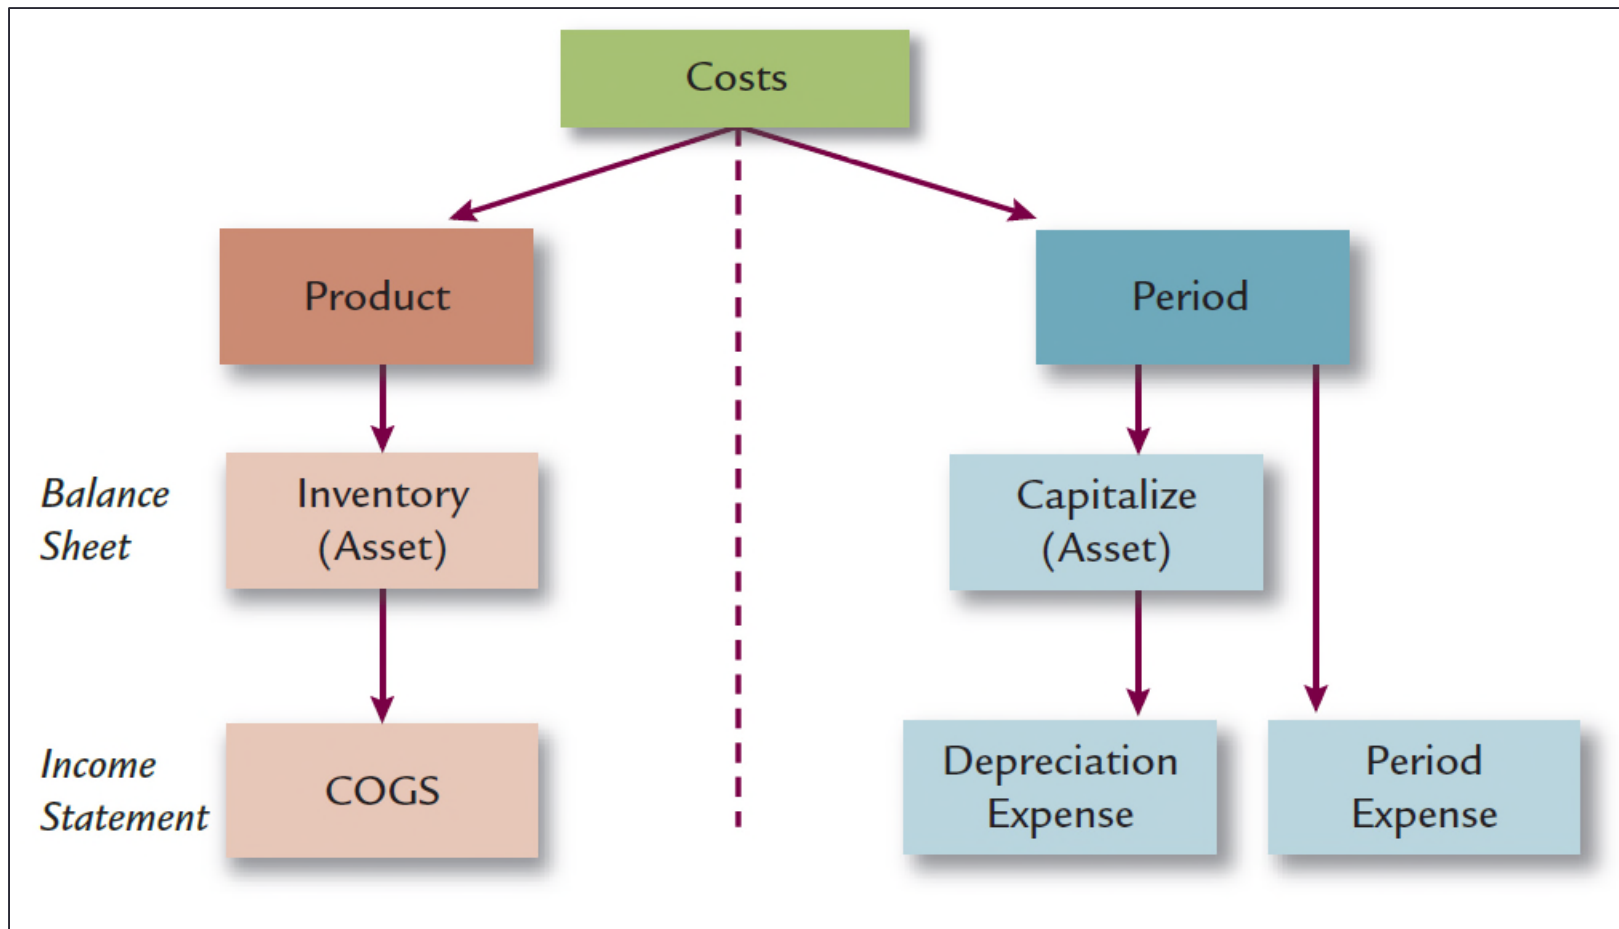 Costs
Product
Period
Balance
Sheet
Inventory
(Asset)
Capitalize
(Asset)
Income
Statement
COGS
Depreciation
Expense
Period
Expense